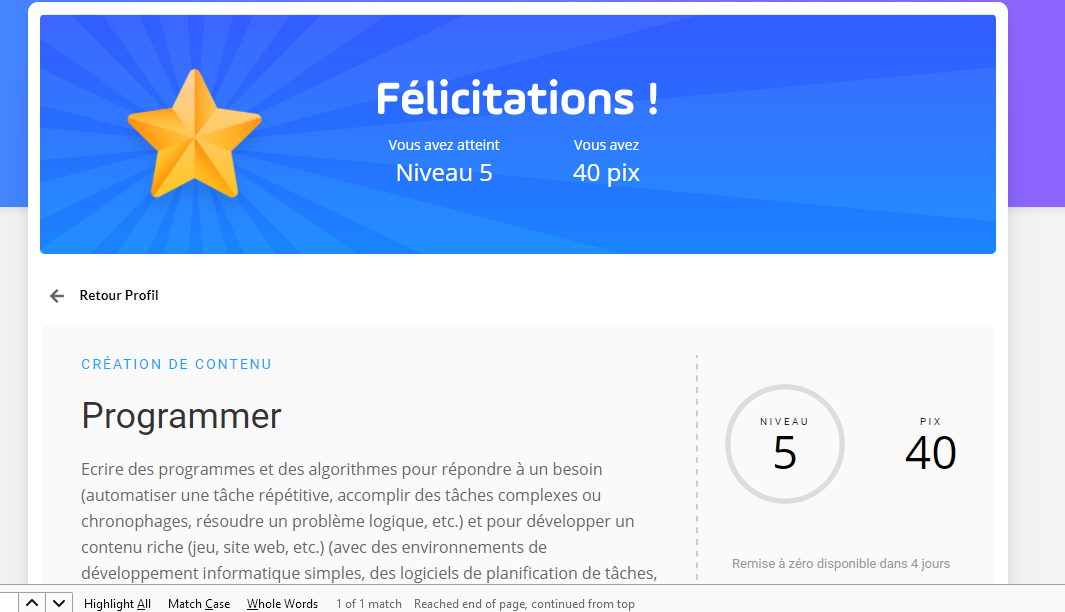 Félicitations !
Vous avez atteint
Niveau 5
Vous avez
40 pix
Retour Profil
CRÉATION DE CONTENU
Programmer
Ecrire des programmes et des algorithmes pour répondre à un besoin
(automatiser une tâche répétitive, accomplir des tâches complexes ou
chronophages, résoudre un problème logique, etc.) et pour développer un
contenu riche (jeu, site web, etc.) (avec des environnements de
développement informatique simples, des logiciels de planification de tâches,
NIVEAU
5
PIX
40
Remise à zéro disponible dans 4 jours
Highlight All Match Case Whole Words 1 of 1 match Reached end of page, continued from top